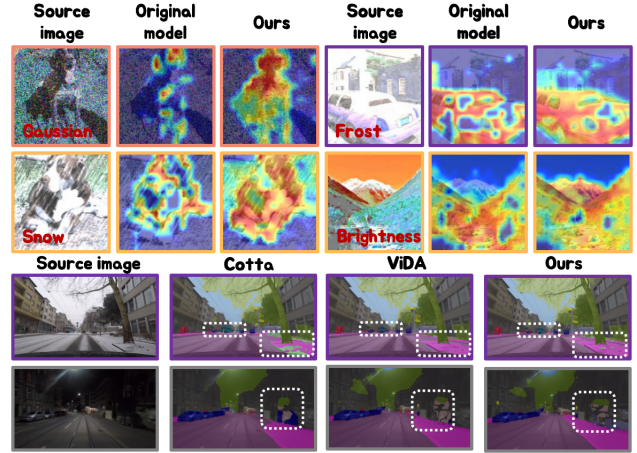 Source image
Original model
Ours
Source image
Original model
Ours
Gaussian
Frost
Snow
Brightness
Source image
Cotta
ViDA
Ours